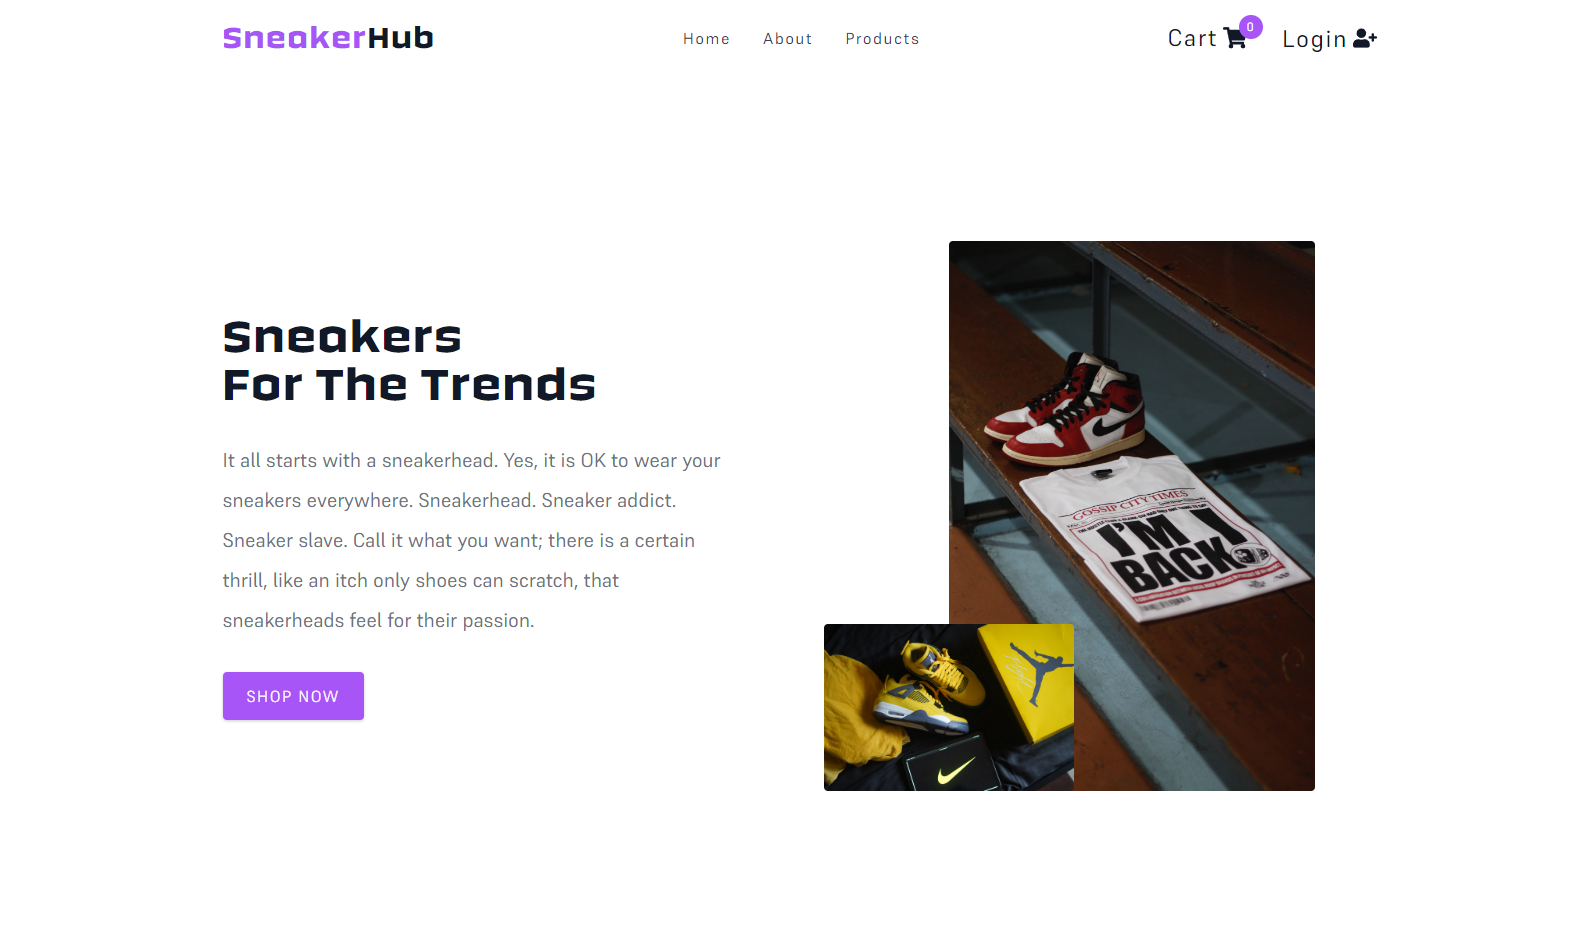 SneakerHub
Home About Products
Cart 0 Login
Sneakers
For The Trends
It all starts with a sneakerhead. Yes, it is OK to wear your
sneakers everywhere. Sneakerhead. Sneaker addict.
Sneaker slave. Call it what you want; there is a certain
thrill, like an itch only shoes can scratch, that
sneakerheads feel for their passion.
SHOP NOW
GOSSIP CITY TIMES
I'M
BACK